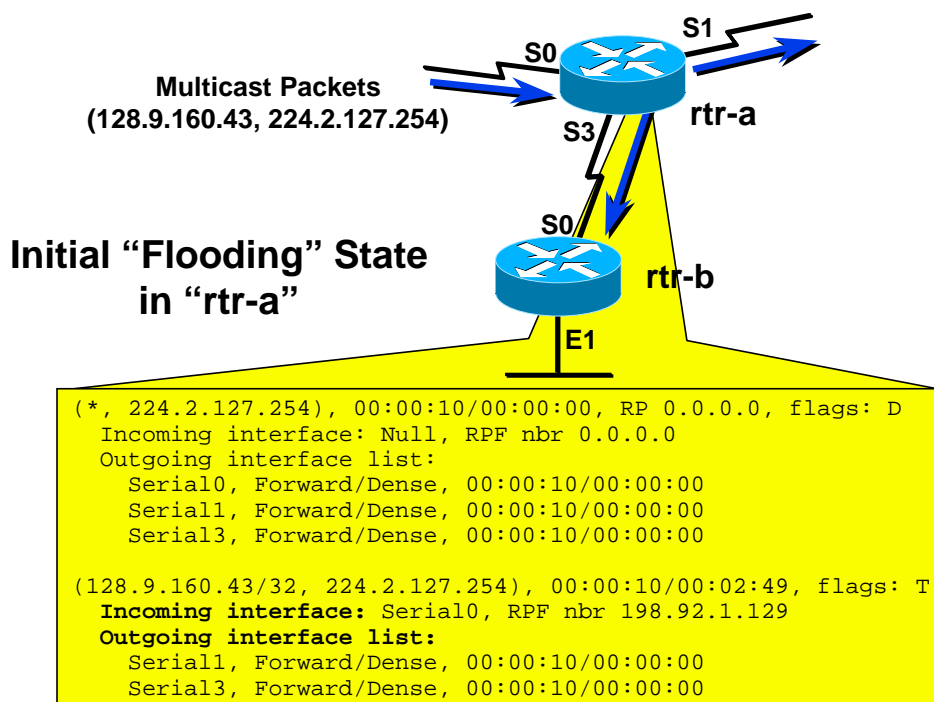 S1
S0
Multicast Packets
(128.9.160.43, 224.2.127.254)
rtr-a
S3
S0
Initial “Flooding” State
in “rtr-a”
rtr-b
E1
(*, 224.2.127.254), 00:00:10/00:00:00, RP 0.0.0.0, flags: D
Incoming interface: Null, RPF nbr 0.0.0.0
Outgoing interface list:
Serial0, Forward/Dense, 00:00:10/00:00:00
Serial1, Forward/Dense, 00:00:10/00:00:00
Serial3, Forward/Dense, 00:00:10/00:00:00
(128.9.160.43/32, 224.2.127.254), 00:00:10/00:02:49, flags: T
Incoming interface: Serial0, RPF nbr 198.92.1.129
Outgoing interface list:
Serial1, Forward/Dense, 00:00:10/00:00:00
Serial3, Forward/Dense, 00:00:10/00:00:00